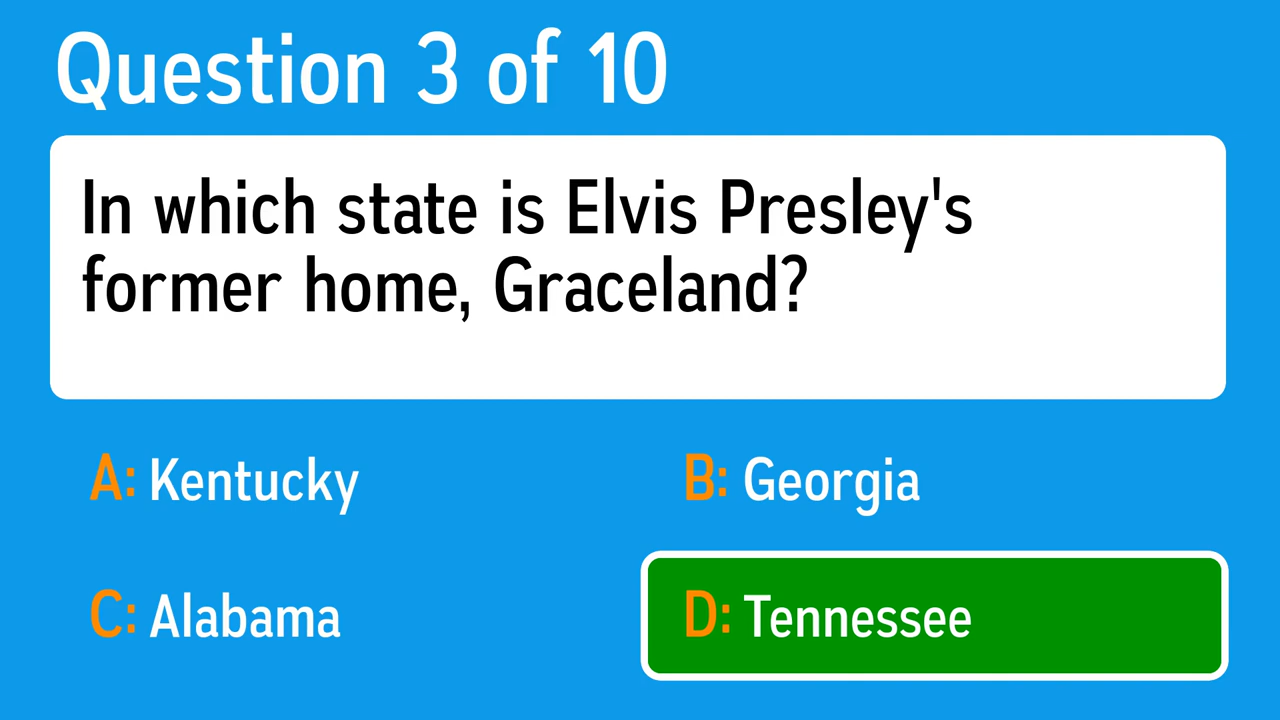 Question 3 of 10
In which state is Elvis Presley's
former home, Graceland?
A: Kentucky
B: Georgia
C: Alabama
D: Tennessee